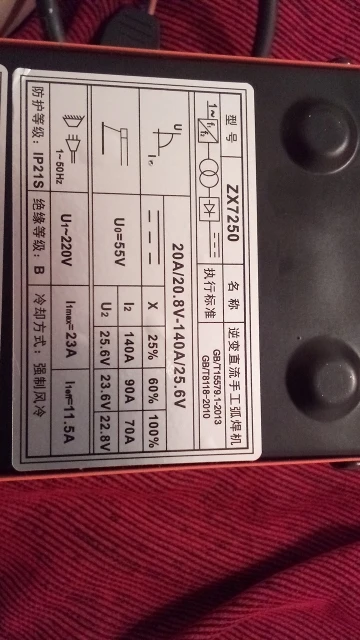 型号 ZX7250 名称 逆变直流手工弧焊机
1~ f₁ f₂ 执行标准 GB/T15579.1-2013
GB/T8118-2010
20A/20.8V-140A/25.6V
X 25% 60% 100%
U₀=55V I₂ 140A 90A 70A
U₂ 25.6V 23.6V 22.8V
1~50Hz U₁~220V I₁max=23A I₁eff=11.5A
防护等级: IP21S 绝缘等级: B 冷却方式: 强制风冷